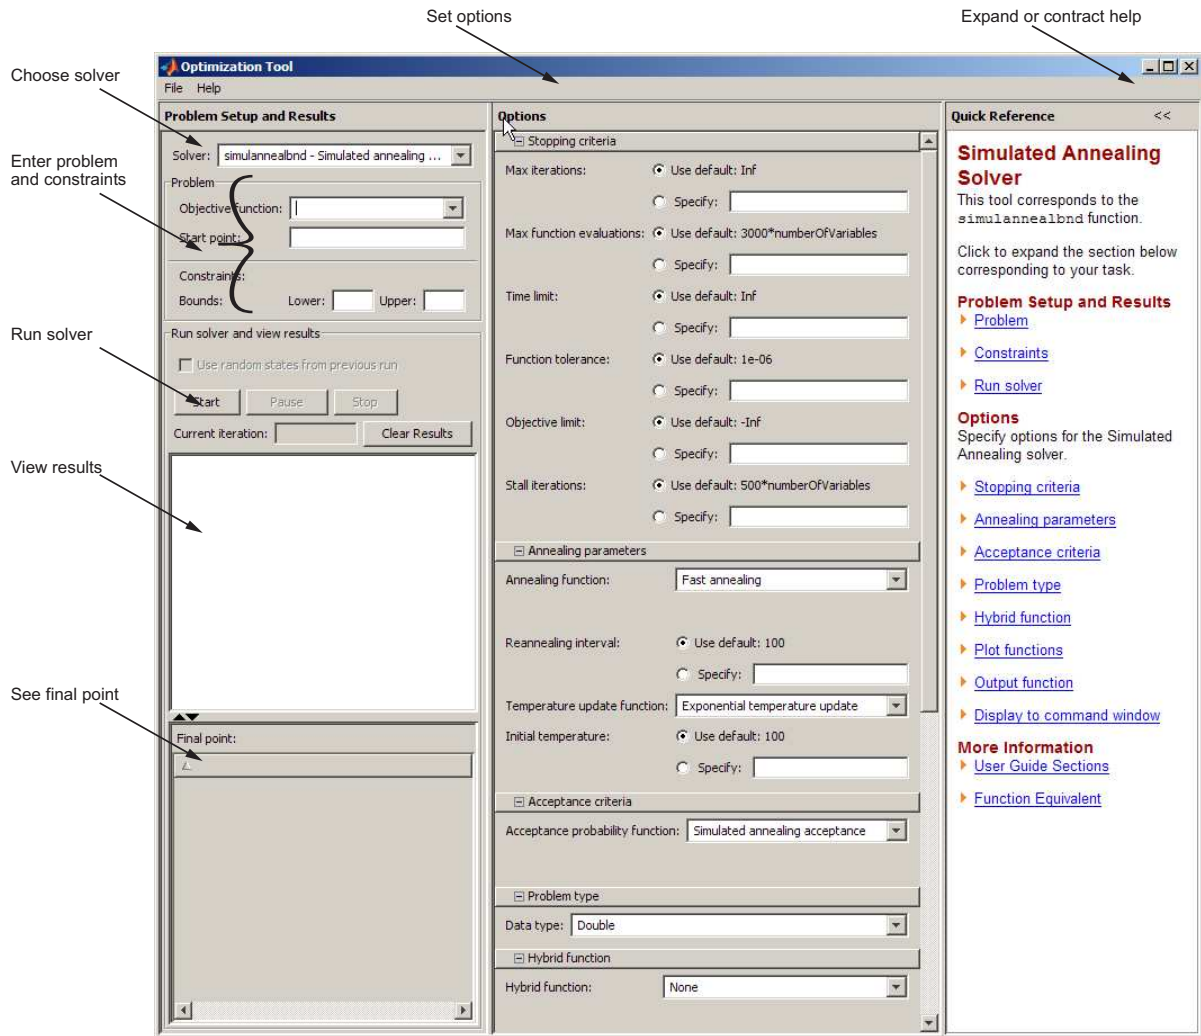 Set options
Expand or contract help
Choose solver
Enter problem
and constraints
Run solver
View results
See final point
Optimization Tool
File Help
Problem Setup and Results
Solver: simulannealbnd - Simulated annealing ...
Problem
Objective function:
Start point:
Constraints:
Bounds: Lower: Upper:
Run solver and view results
Use random states from previous run
Start Pause Stop
Current iteration: Clear Results
Final point:
Options
Stopping criteria
Max iterations: Use default: Inf
Specify:
Max function evaluations: Use default: 3000*numberOfVariables
Specify:
Time limit: Use default: Inf
Specify:
Function tolerance: Use default: 1e-06
Specify:
Objective limit: Use default: -Inf
Specify:
Stall iterations: Use default: 500*numberOfVariables
Specify:
Annealing parameters
Annealing function: Fast annealing
Reannealing interval: Use default: 100
Specify:
Temperature update function: Exponential temperature update
Initial temperature: Use default: 100
Specify:
Acceptance criteria
Acceptance probability function: Simulated annealing acceptance
Problem type
Data type: Double
Hybrid function
Hybrid function: None
Quick Reference <<
Simulated Annealing
Solver
This tool corresponds to the
simulannealbnd function.
Click to expand the section below
corresponding to your task.
Problem Setup and Results
Problem
Constraints
Run solver
Options
Specify options for the Simulated
Annealing solver.
Stopping criteria
Annealing parameters
Acceptance criteria
Problem type
Hybrid function
Plot functions
Output function
Display to command window
More Information
User Guide Sections
Function Equivalent